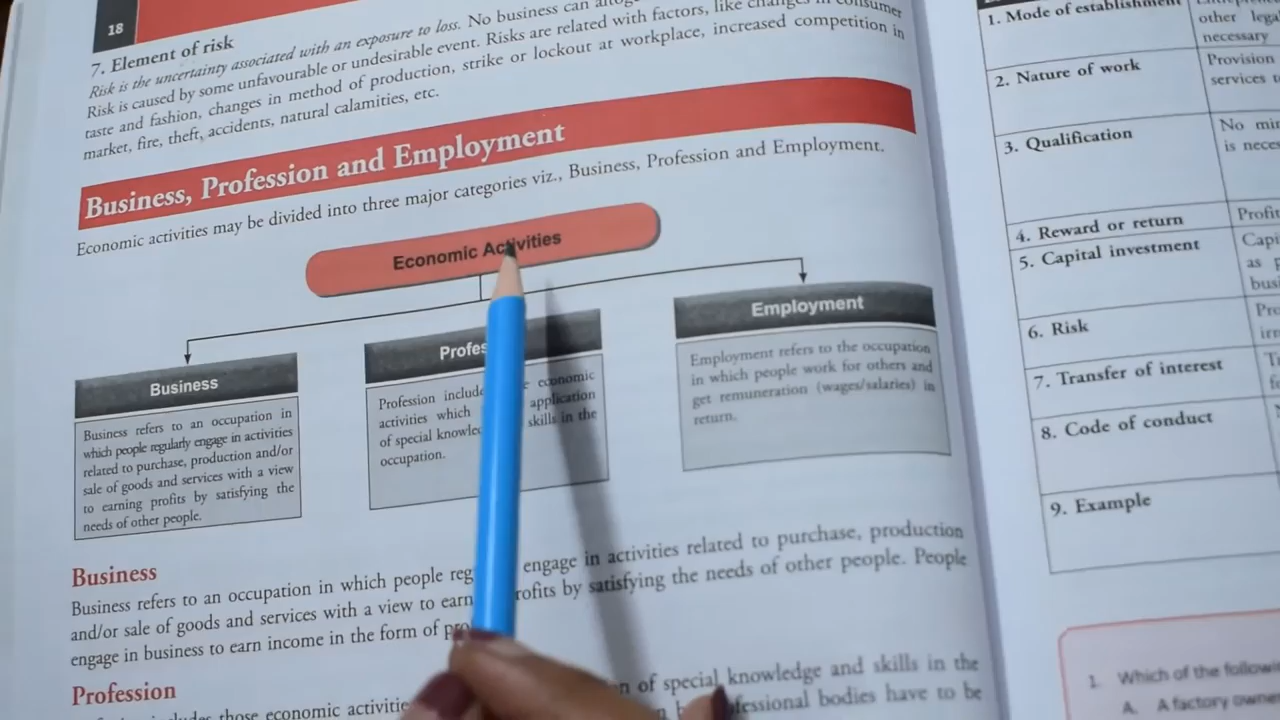 18
7. Element of risk
Risk is the uncertainty associated with an exposure to loss. No business can
Risk is caused by some unfavourable or undesirable event. Risks are related with factors, like changes in consumer
taste and fashion, changes in method of production, strike or lockout at workplace, increased competition in
market, fire, theft, accidents, natural calamities, etc.
Business, Profession and Employment
Economic activities may be divided into three major categories viz., Business, Profession and Employment.
Economic Activities
Business
Business refers to an occupation in
which people regularly engage in activities
related to purchase, production and/or
sale of goods and services with a view
to earning profits by satisfying the
needs of other people.
Profes
Profession include economic
activities which application
of special knowle skills in the
occupation.
Employment
Employment refers to the occupation
in which people work for others and
get remuneration (wages/salaries) in
return.
Business
Business refers to an occupation in which people reg engage in activities related to purchase, production
and/or sale of goods and services with a view to earn rofits by satisfying the needs of other people. People
engage in business to earn income in the form of
Profession
those economic activitie n of special knowledge and skills in the
fessional bodies have to be
1. Mode of establishment
other lega
necessary
2. Nature of work
Provision
services t
3. Qualification
No min
is neces
4. Reward or return
Profit
5. Capital investment
Capi
as p
busi
6. Risk
Pro
irr
7. Transfer of interest
8. Code of conduct
9. Example
1. Which of the followi
A. A factory owne